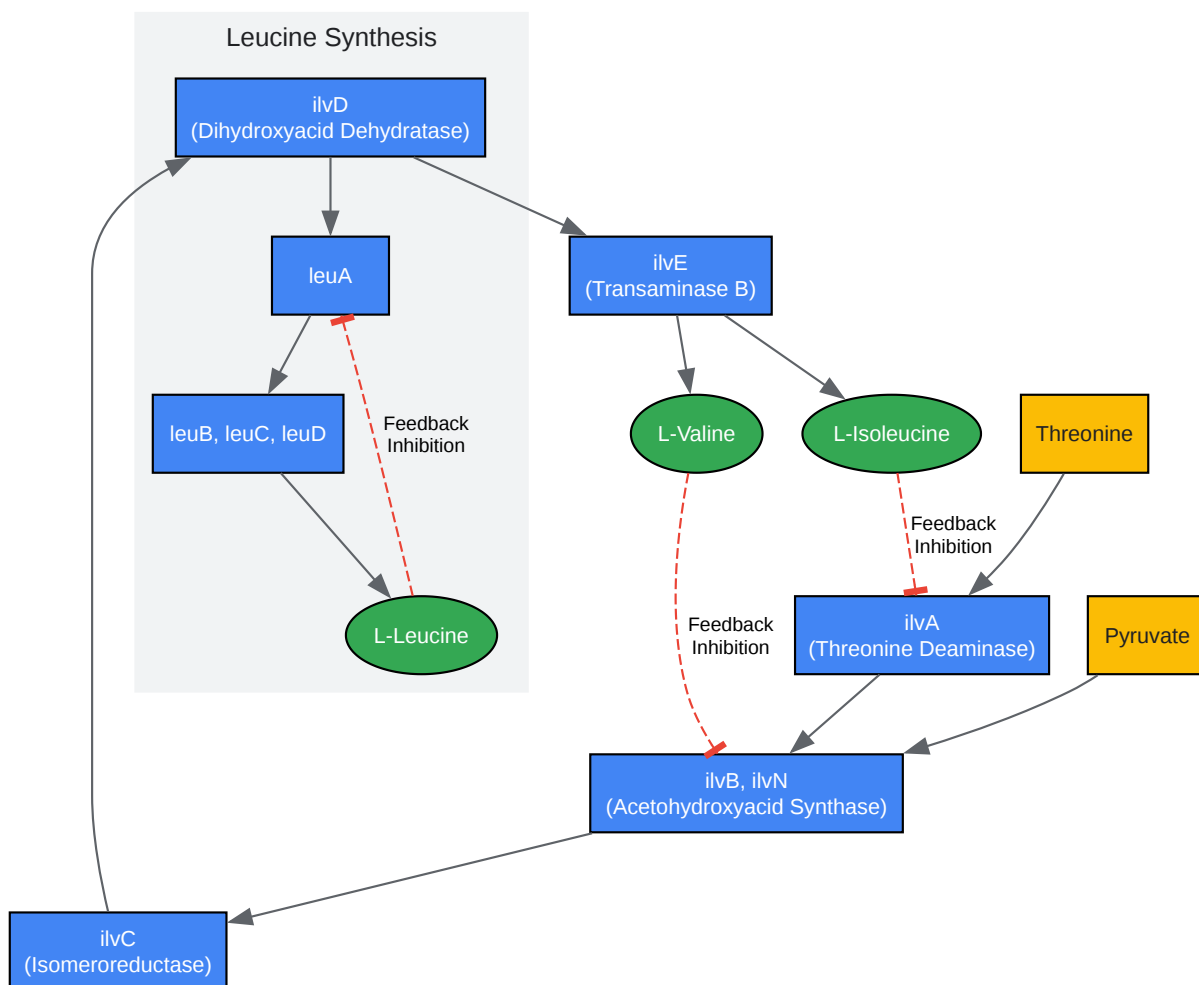 Leucine Synthesis
ilvD
(Dihydroxyacid Dehydratase)
leuA
ilvE
(Transaminase B)
leuB, leuC, leuD
Feedback
Inhibition
L-Valine
L-Isoleucine
Threonine
Feedback
Inhibition
L-Leucine
Feedback
Inhibition
ilvA
(Threonine Deaminase)
Pyruvate
ilvB, ilvN
(Acetohydroxyacid Synthase)
ilvC
(Isomeroreductase)